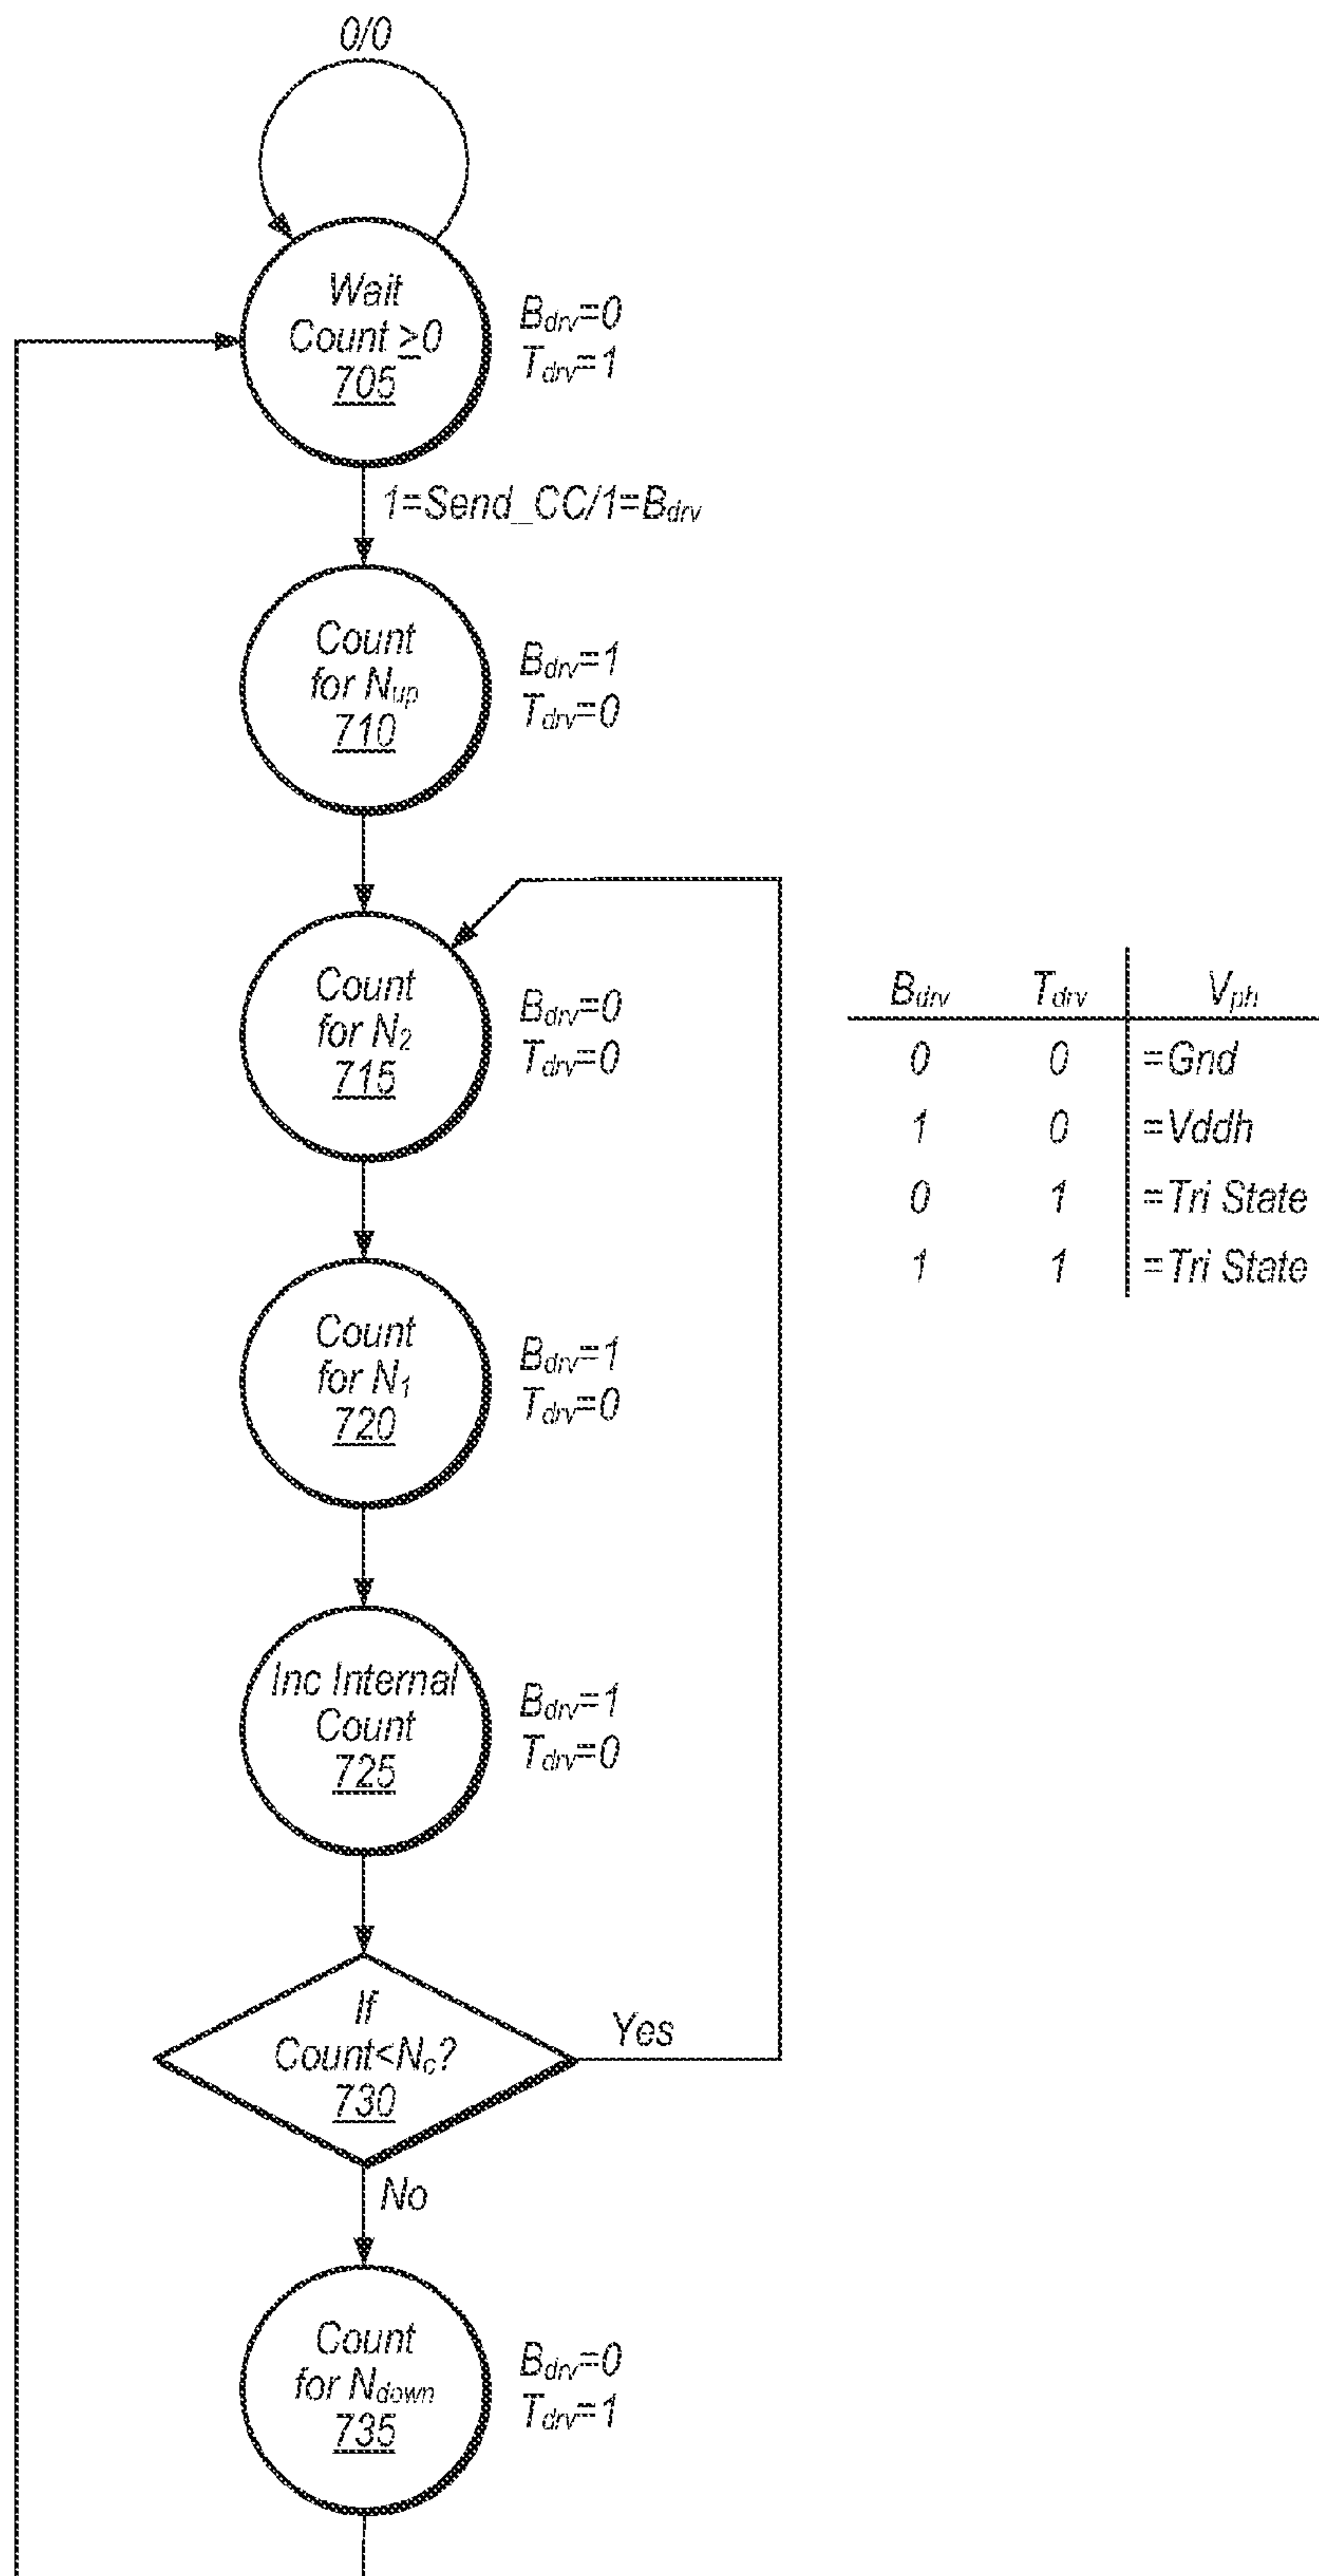 0/0
Wait
Count ≥0
705
Bdrv=0
Tdrv=1
1=Send_CC/1=Bdrv
Count
for Nup
710
Bdrv=1
Tdrv=0
Count
for N2
715
Bdrv=0
Tdrv=0
Bdrv Tdrv Vph
0 0 =Gnd
1 0 =Vddh
0 1 =Tri State
1 1 =Tri State
Count
for N1
720
Bdrv=1
Tdrv=0
Inc Internal
Count
725
Bdrv=1
Tdrv=0
If
Count<Nc?
730
Yes
No
Count
for Ndown
735
Bdrv=0
Tdrv=1